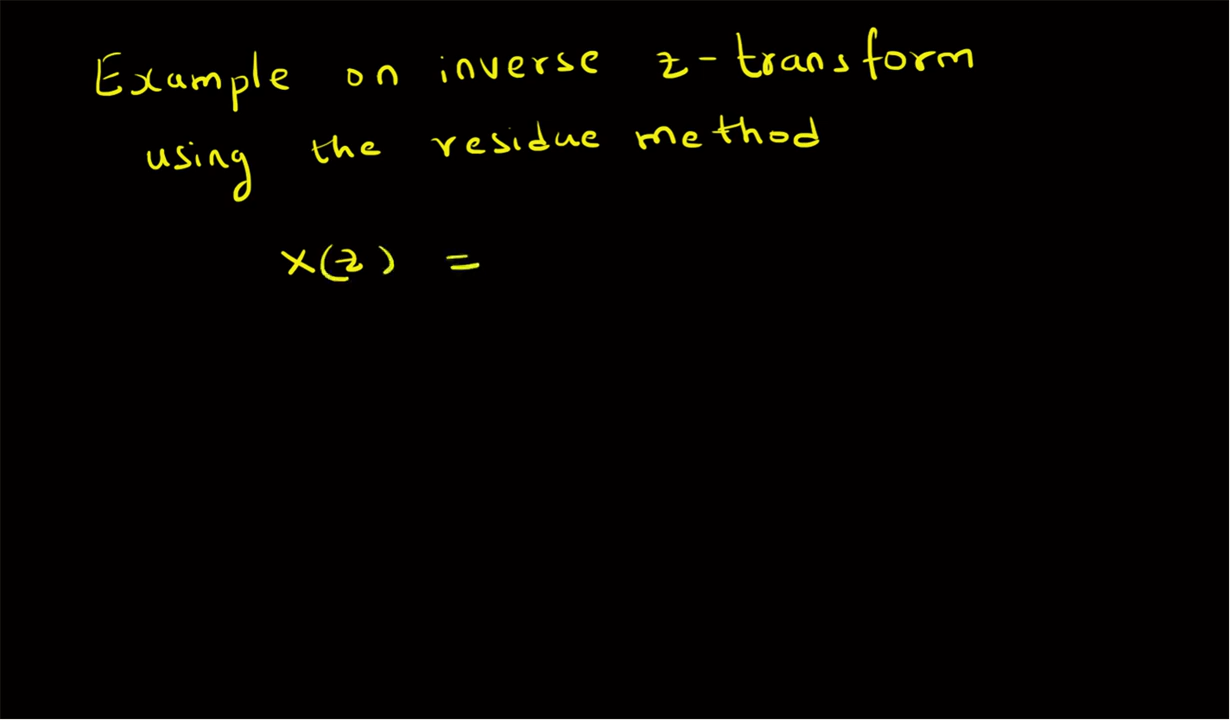 Example on inverse z-transform
using the residue method
X(z) =